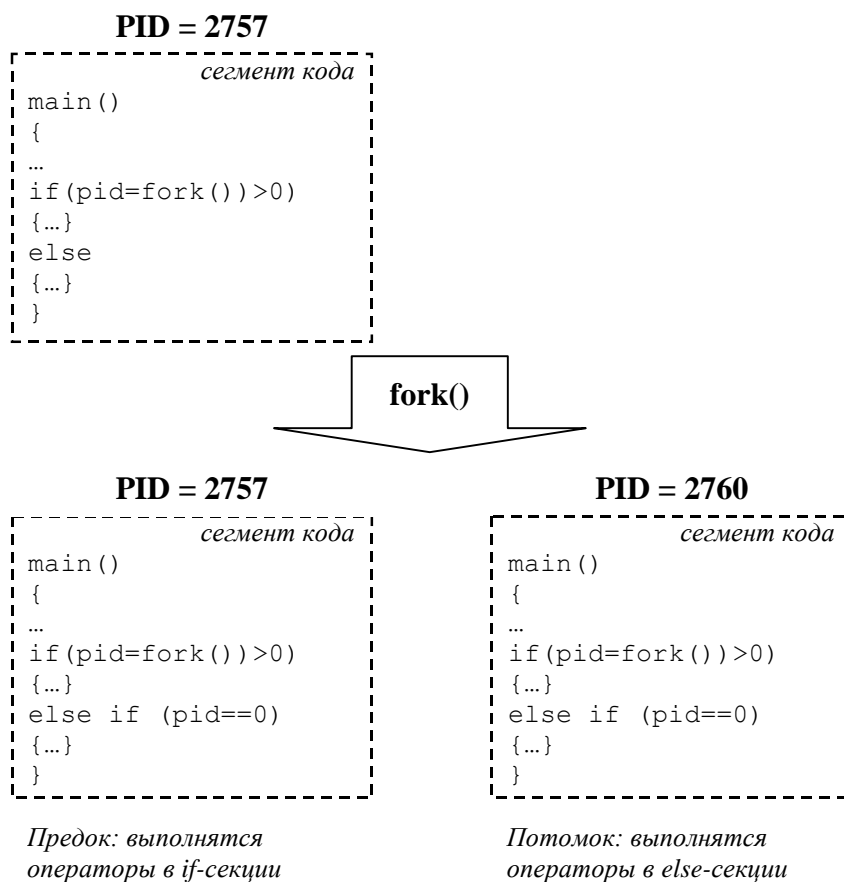 PID = 2757
сегмент кода
main()
{
…
if(pid=fork())>0)
{…}
else
{…}
}
fork()
PID = 2757
сегмент кода
main()
{
…
if(pid=fork())>0)
{…}
else if (pid==0)
{…}
}
Предок: выполнятся
операторы в if-секции
PID = 2760
сегмент кода
main()
{
…
if(pid=fork())>0)
{…}
else if (pid==0)
{…}
}
Потомок: выполнятся
операторы в else-секции